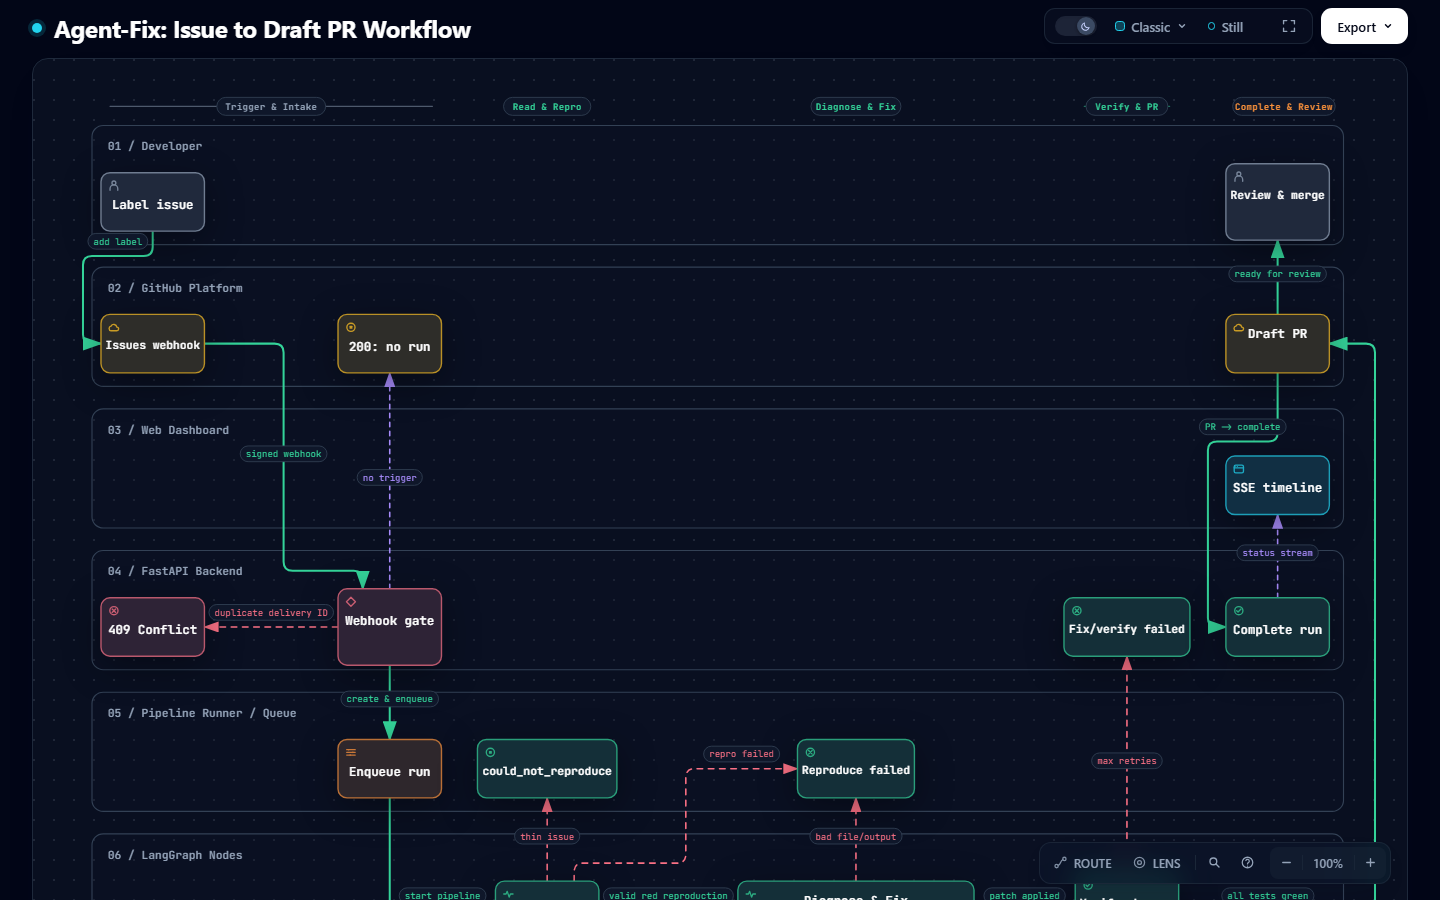 Agent-Fix: Issue to Draft PR Workflow
Classic
Still
Export
Trigger & Intake
Read & Repro
Diagnose & Fix
Verify & PR
Complete & Review
01 / Developer
Label issue
Review & merge
add label
ready for review
02 / GitHub Platform
Issues webhook
200: no run
Draft PR
03 / Web Dashboard
PR → complete
signed webhook
no trigger
SSE timeline
status stream
04 / FastAPI Backend
409 Conflict
duplicate delivery ID
Webhook gate
Fix/verify failed
Complete run
create & enqueue
05 / Pipeline Runner / Queue
Enqueue run
could_not_reproduce
repro failed
Reproduce failed
max retries
thin issue
bad file/output
06 / LangGraph Nodes
ROUTE
LENS
100%
start pipeline
valid red reproduction
Diagnose & Fix
patch applied
all tests green